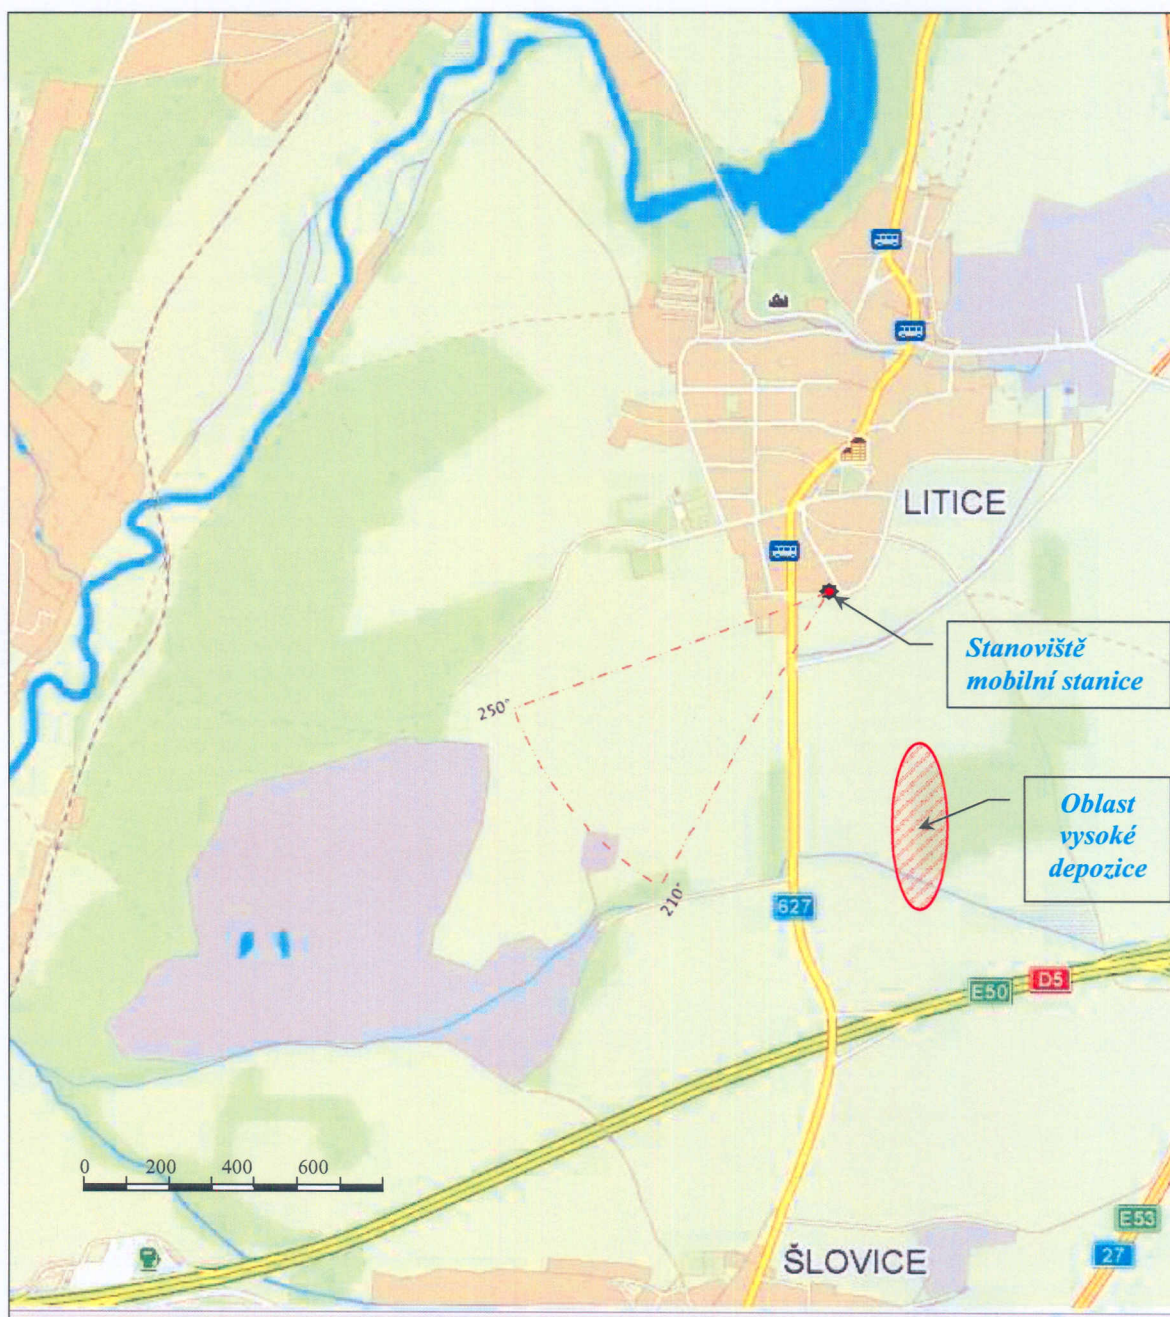 LITICE
Stanoviště
mobilní stanice
250°
Oblast
vysoké
depozice
210°
627
D5
E50
0 200 400 600
E53
27
ŠLOVICE